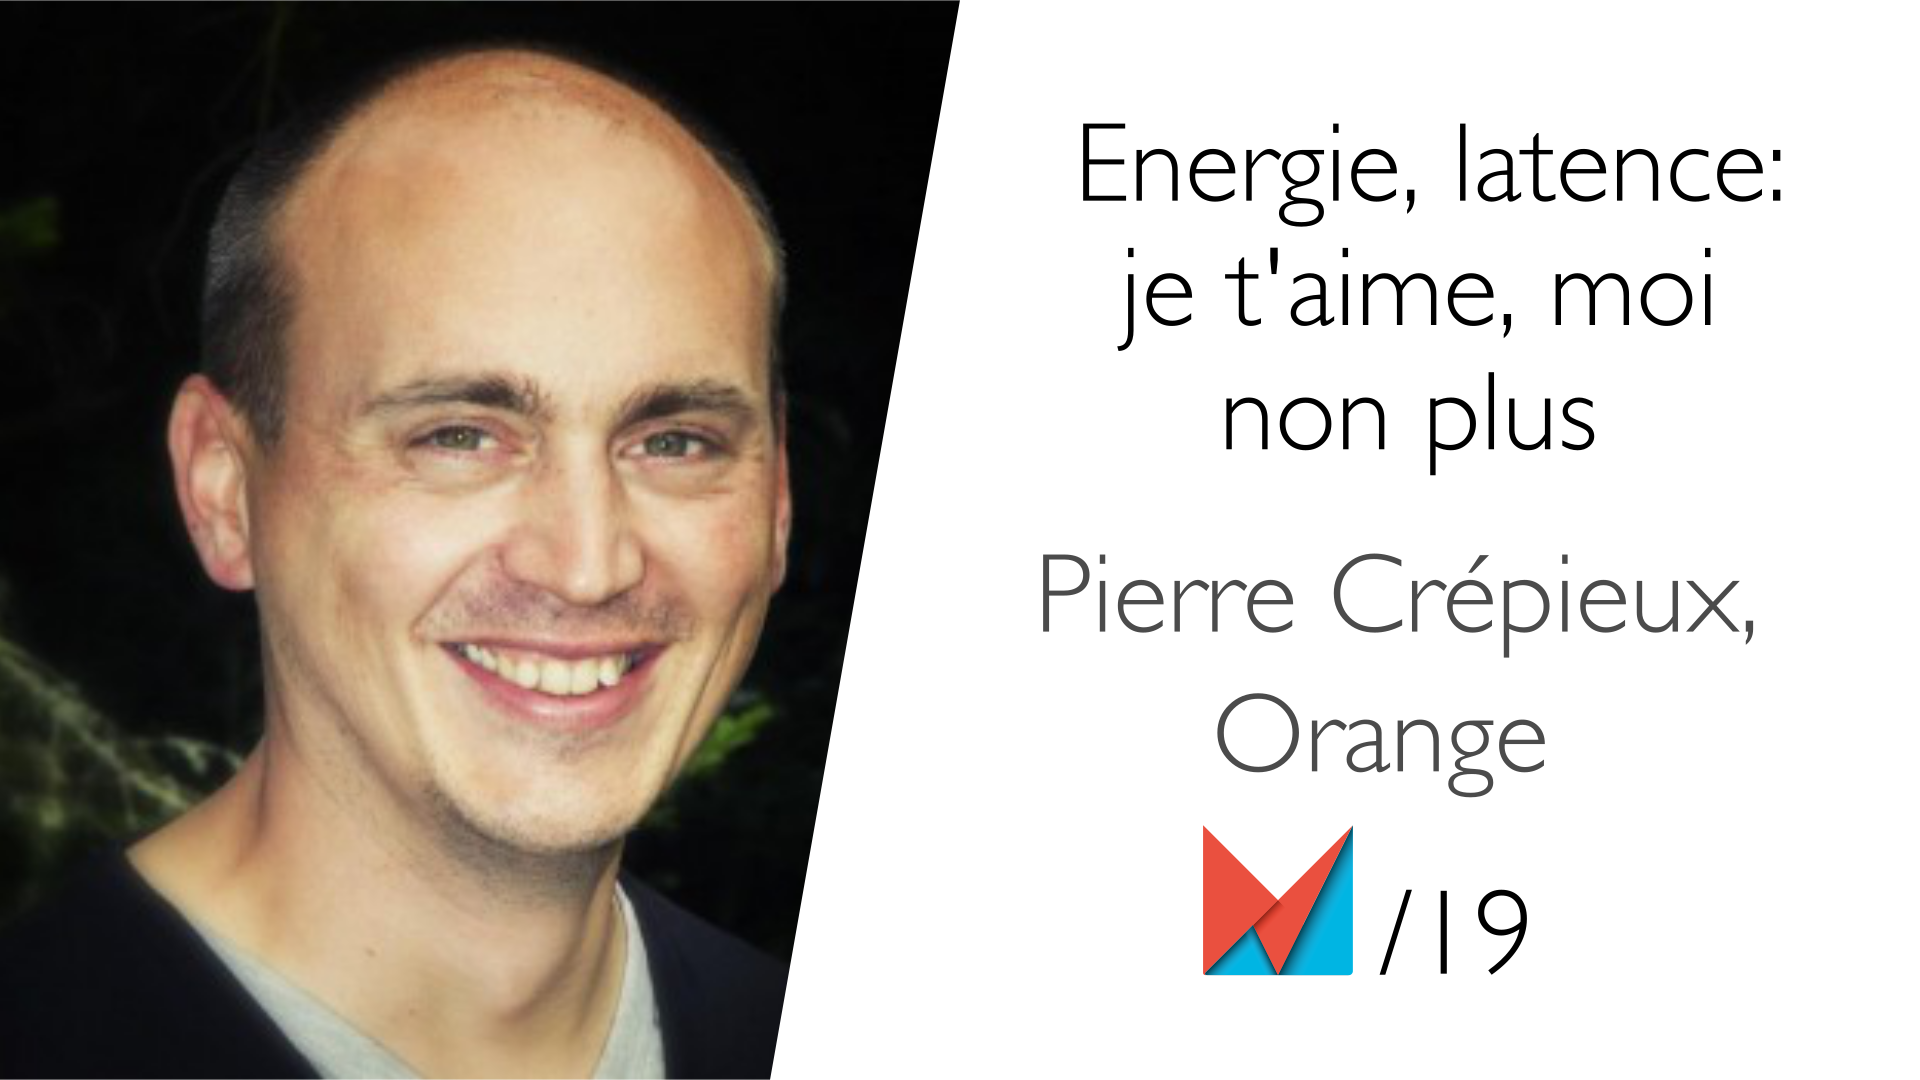 Energie, latence:
je t'aime, moi
non plus
Pierre Crépieux,
Orange
/19